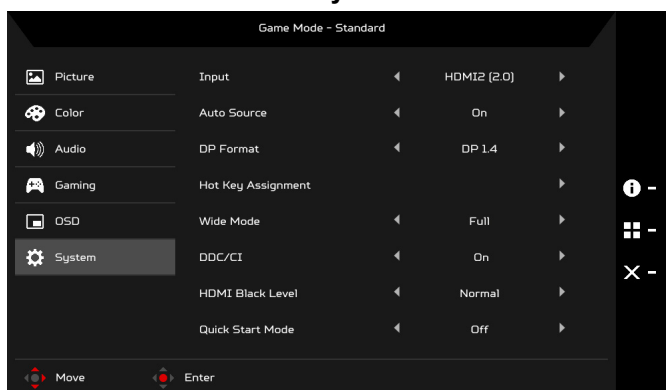 Game Mode - Standard
Picture
Input HDMI2 (2.0)
Color
Auto Source On
Audio
DP Format DP 1.4
Gaming
Hot Key Assignment
OSD
Wide Mode Full
System
DDC/CI On
HDMI Black Level Normal
Quick Start Mode Off
Move Enter